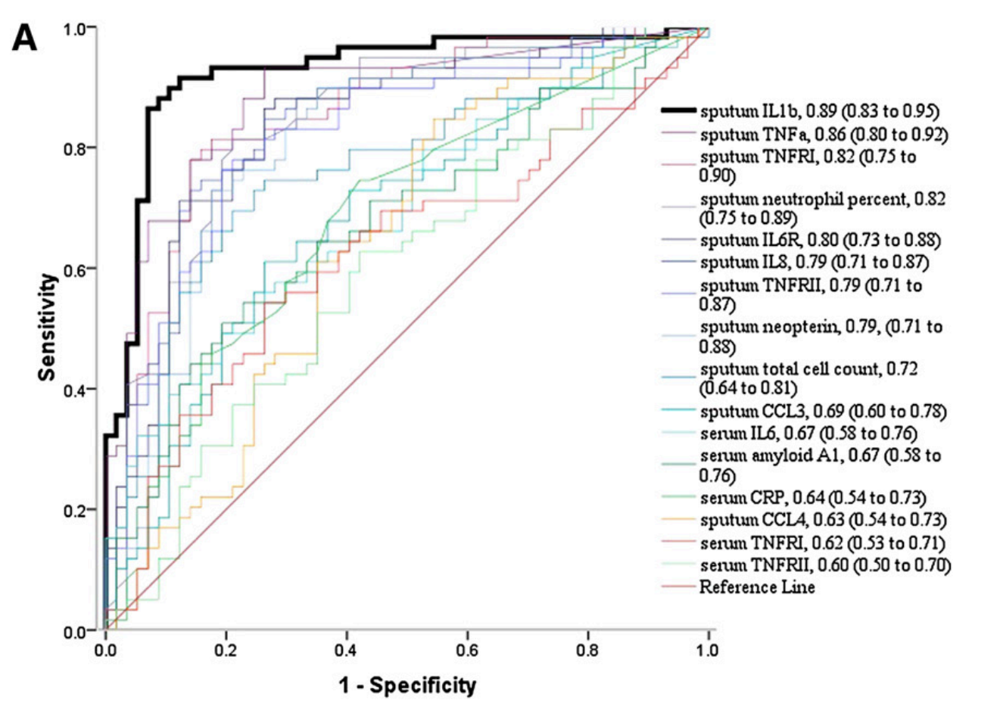 A
1.0
0.8
0.6
0.4
0.2
0.0
Sensitivity
0.0 0.2 0.4 0.6 0.8 1.0
1 - Specificity
sputum IL1b, 0.89 (0.83 to 0.95)
sputum TNFa, 0.86 (0.80 to 0.92)
sputum TNFRI, 0.82 (0.75 to
0.90)
sputum neutrophil percent, 0.82
(0.75 to 0.89)
sputum IL6R, 0.80 (0.73 to 0.88)
sputum IL8, 0.79 (0.71 to 0.87)
sputum TNFRII, 0.79 (0.71 to
0.87)
sputum neopterin, 0.79, (0.71 to
0.88)
sputum total cell count, 0.72
(0.64 to 0.81)
sputum CCL3, 0.69 (0.60 to 0.78)
serum IL6, 0.67 (0.58 to 0.76)
serum amyloid A1, 0.67 (0.58 to
0.76)
serum CRP, 0.64 (0.54 to 0.73)
sputum CCL4, 0.63 (0.54 to 0.73)
serum TNFRI, 0.62 (0.53 to 0.71)
serum TNFRII, 0.60 (0.50 to 0.70)
Reference Line